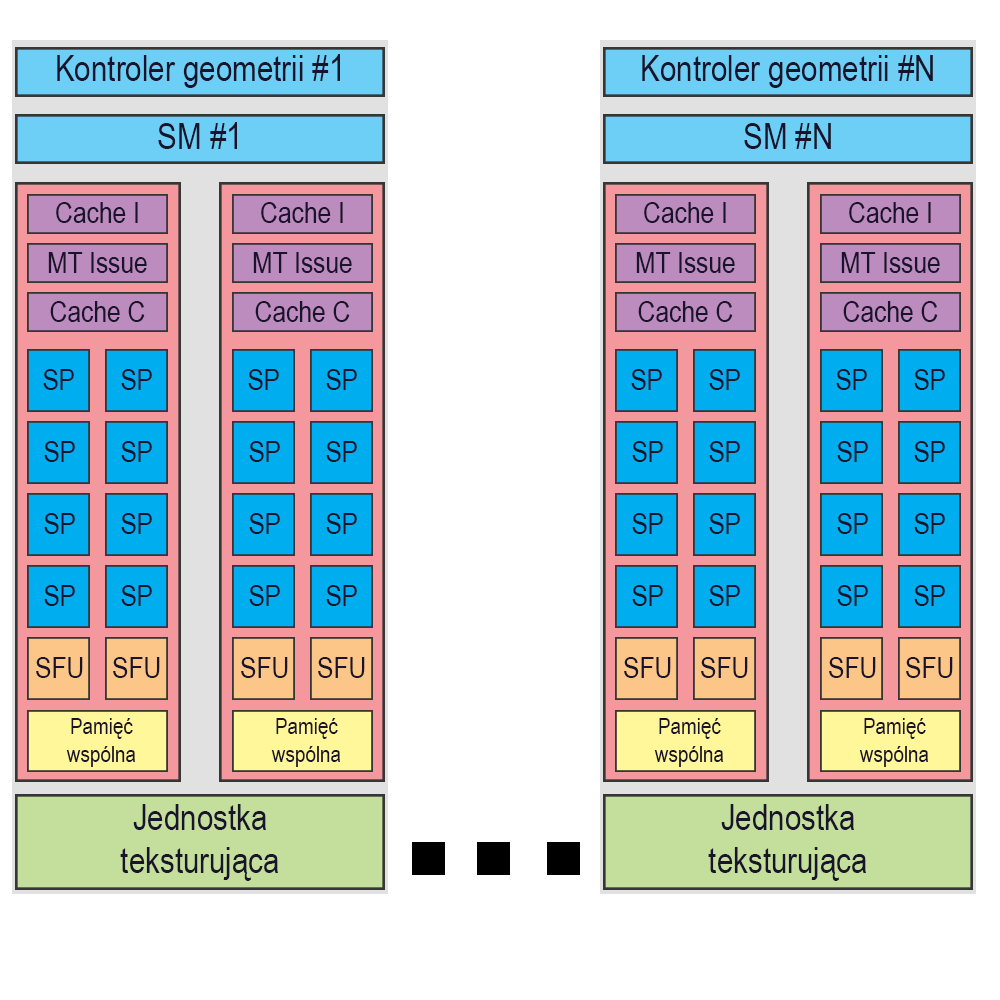 Kontroler geometrii #1
SM #1
Cache I
MT Issue
Cache C
SP SP
SP SP
SP SP
SP SP
SFU SFU
Pamięć
wspólna
Cache I
MT Issue
Cache C
SP SP
SP SP
SP SP
SP SP
SFU SFU
Pamięć
wspólna
Jednostka
teksturująca
Kontroler geometrii #N
SM #N
Cache I
MT Issue
Cache C
SP SP
SP SP
SP SP
SP SP
SFU SFU
Pamięć
wspólna
Cache I
MT Issue
Cache C
SP SP
SP SP
SP SP
SP SP
SFU SFU
Pamięć
wspólna
Jednostka
teksturująca